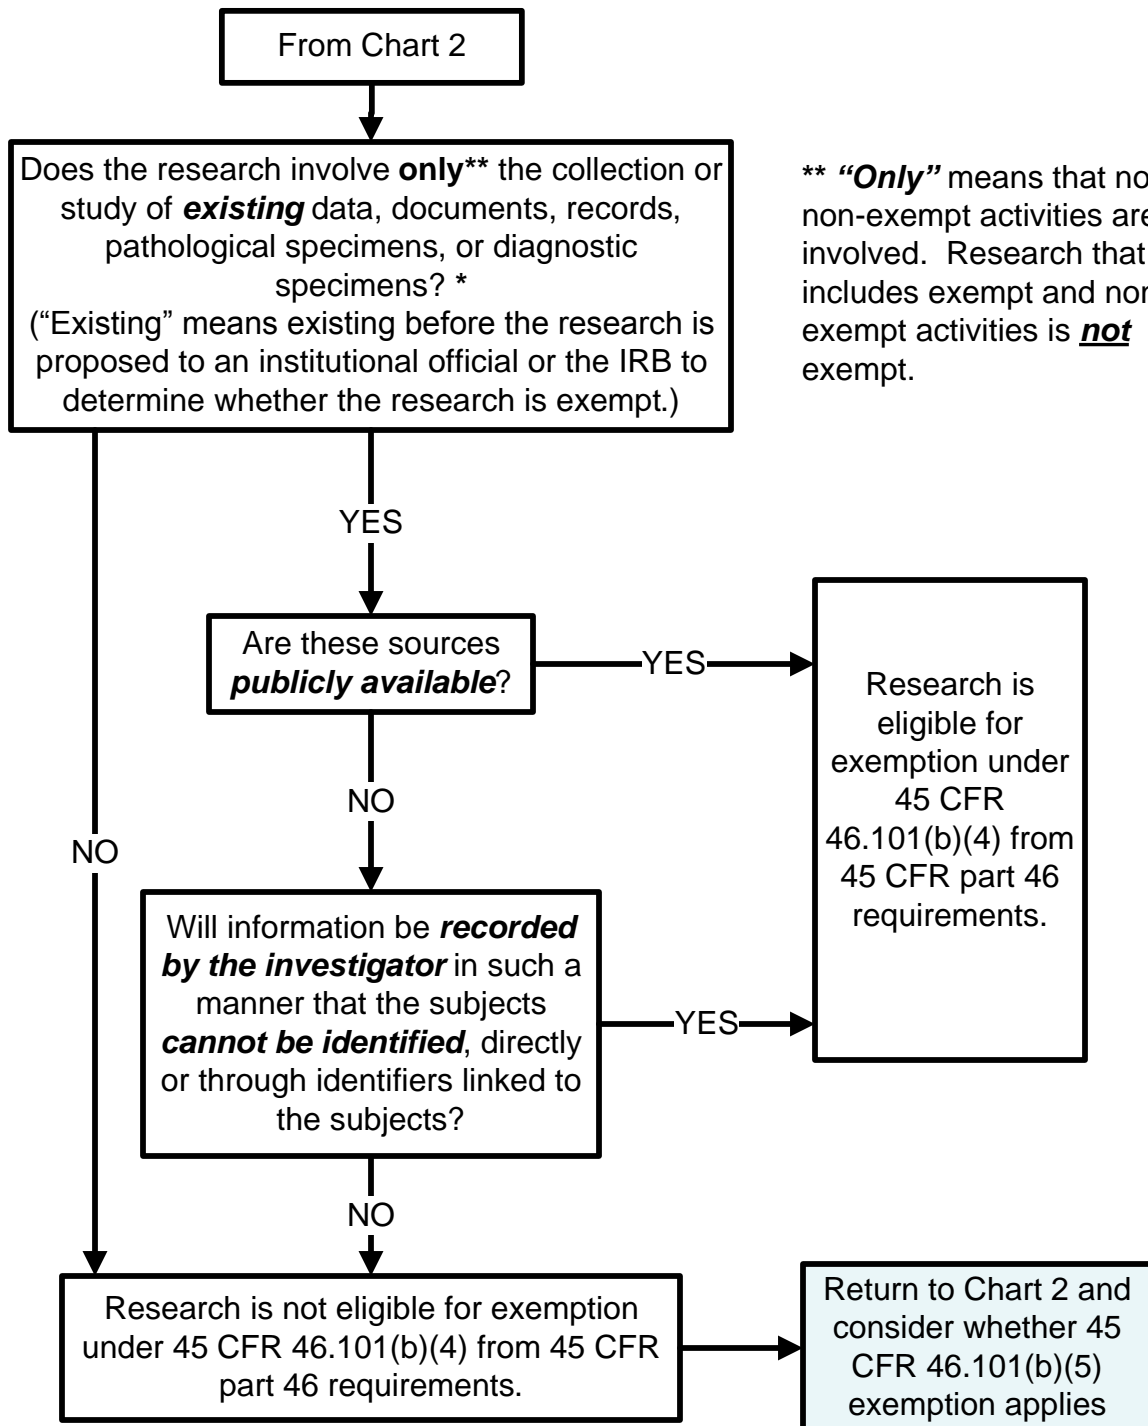 From Chart 2
Does the research involve only** the collection or
study of existing data, documents, records,
pathological specimens, or diagnostic
specimens? *
(“Existing” means existing before the research is
proposed to an institutional official or the IRB to
determine whether the research is exempt.)
** “Only” means that no
non-exempt activities are
involved.  Research that
includes exempt and non
exempt activities is not
exempt.
YES
Are these sources
publicly available?
YES
Research is
eligible for
exemption under
45 CFR
46.101(b)(4) from
45 CFR part 46
requirements.
NO
NO
Will information be recorded
by the investigator in such a
manner that the subjects
cannot be identified, directly
or through identifiers linked to
the subjects?
YES
NO
Research is not eligible for exemption
under 45 CFR 46.101(b)(4) from 45 CFR
part 46 requirements.
Return to Chart 2 and
consider whether 45
CFR 46.101(b)(5)
exemption applies